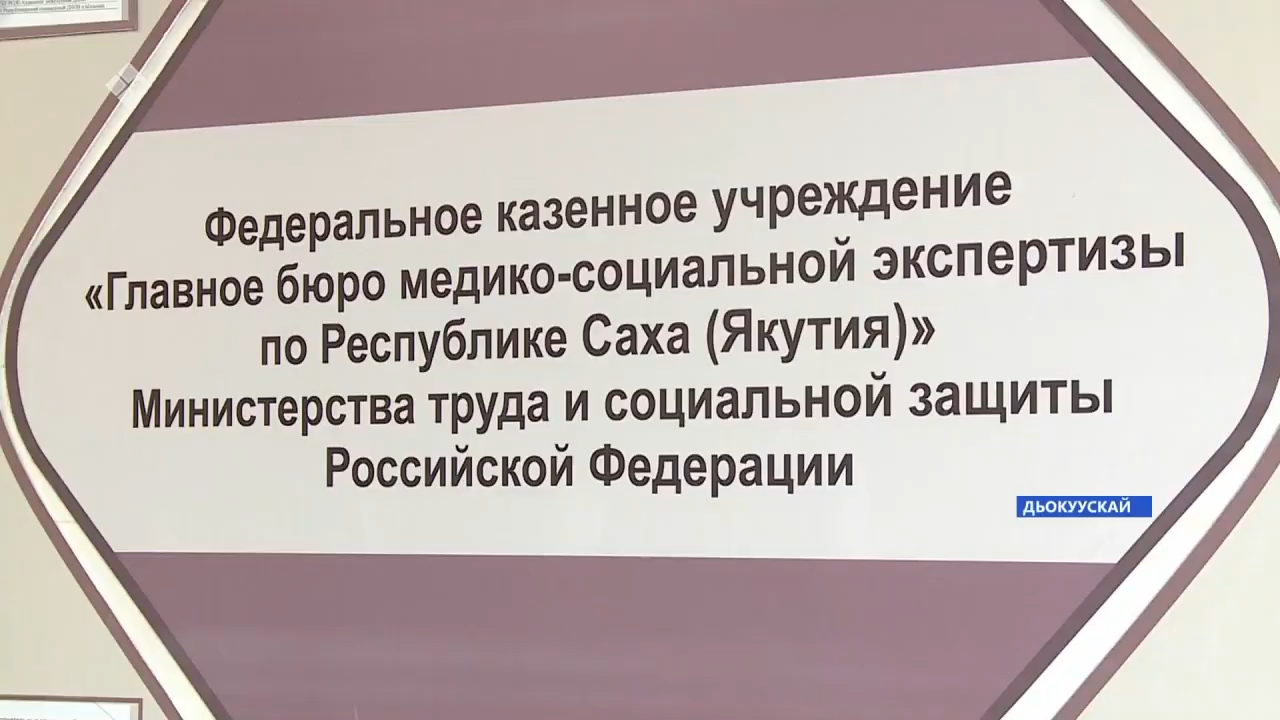 Федеральное казенное учреждение
«Главное бюро медико-социальной экспертизы
по Республике Саха (Якутия)»
Министерства труда и социальной защиты
Российской Федерации
ДЬОКУУСКАЙ